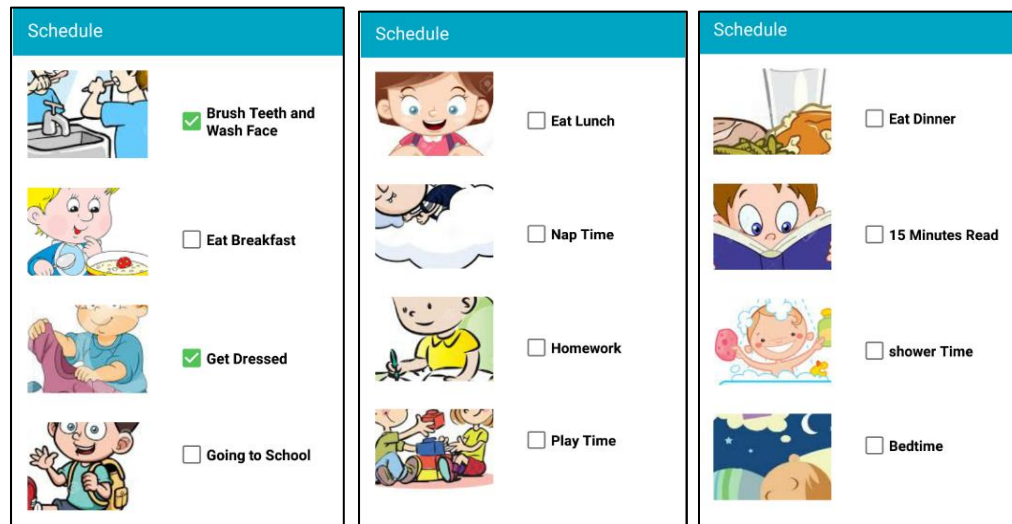 Schedule
Brush Teeth and
Wash Face
Eat Breakfast
Get Dressed
Going to School
Schedule
Eat Lunch
Nap Time
Homework
Play Time
Schedule
Eat Dinner
15 Minutes Read
shower Time
Bedtime